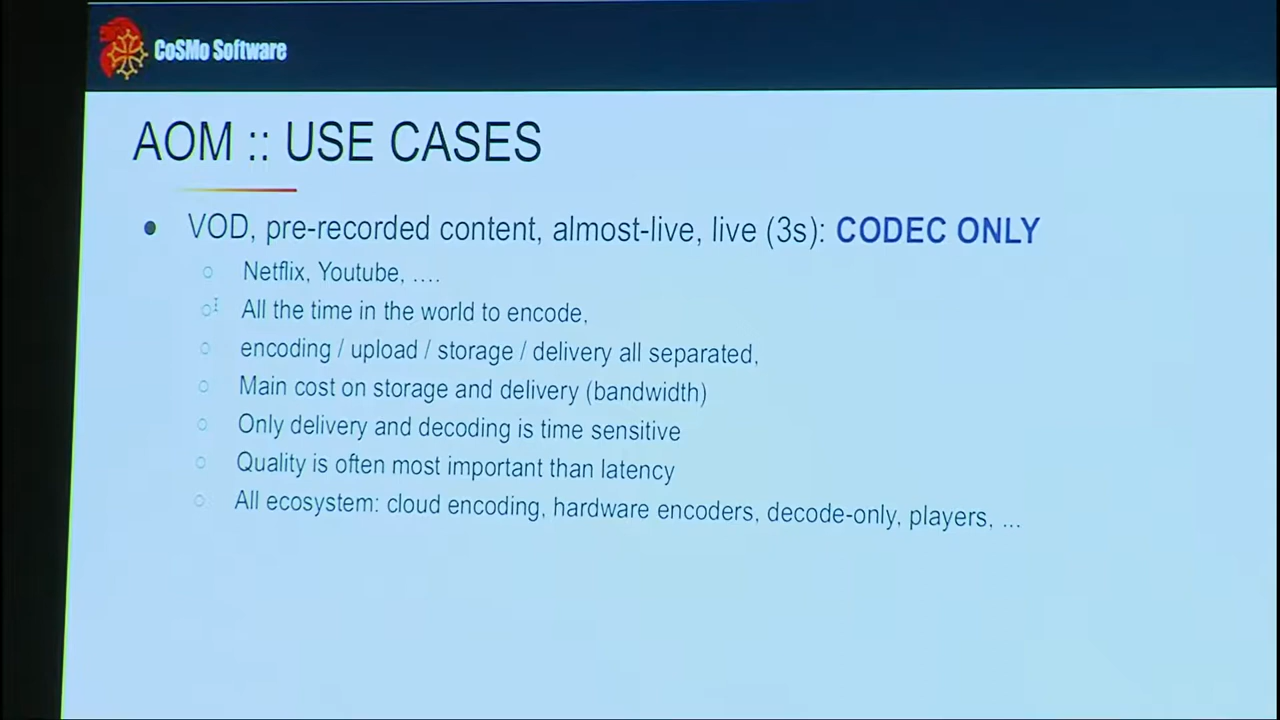 CoSMo Software
AOM :: USE CASES
• VOD, pre-recorded content, almost-live, live (3s): CODEC ONLY
○ Netflix, Youtube, ....
○ All the time in the world to encode,
○ encoding / upload / storage / delivery all separated,
○ Main cost on storage and delivery (bandwidth)
○ Only delivery and decoding is time sensitive
○ Quality is often most important than latency
○ All ecosystem: cloud encoding, hardware encoders, decode-only, players, ...